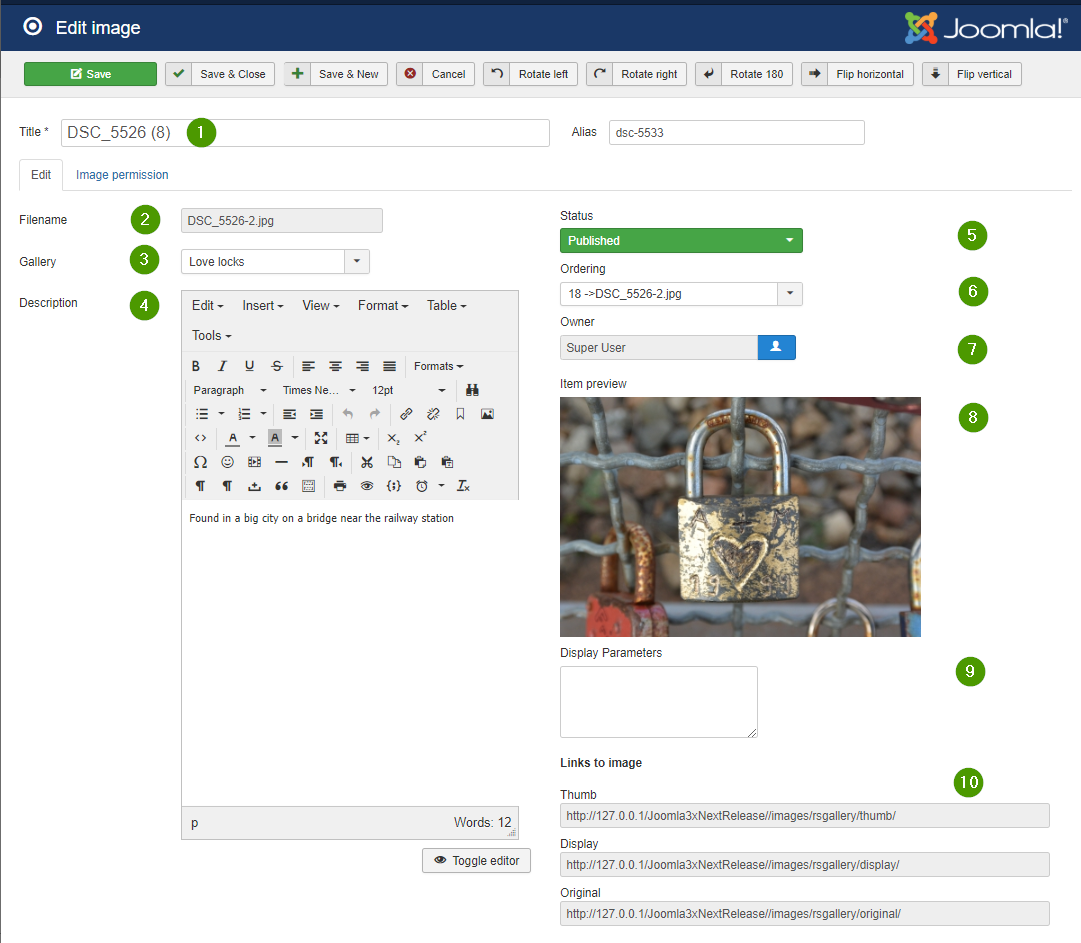 Edit image
Joomla!®
Save
Save & Close
Save & New
Cancel
Rotate left
Rotate right
Rotate 180
Flip horizontal
Flip vertical
Title *
DSC_5526 (8)
1
Alias
dsc-5533
Edit
Image permission
Filename
2
DSC_5526-2.jpg
Gallery
3
Love locks
Description
4
Edit
Insert
View
Format
Table
Tools
B I U S
Formats
Paragraph
Times Ne...
12pt
A
A
Words: 12
Found in a big city on a bridge near the railway station
p
Toggle editor
Status
Published
5
Ordering
18 ->DSC_5526-2.jpg
6
Owner
Super User
7
Item preview
8
Display Parameters
9
Links to image
10
Thumb
http://127.0.0.1/Joomla3xNextRelease//images/rsgallery/thumb/
Display
http://127.0.0.1/Joomla3xNextRelease//images/rsgallery/display/
Original
http://127.0.0.1/Joomla3xNextRelease//images/rsgallery/original/